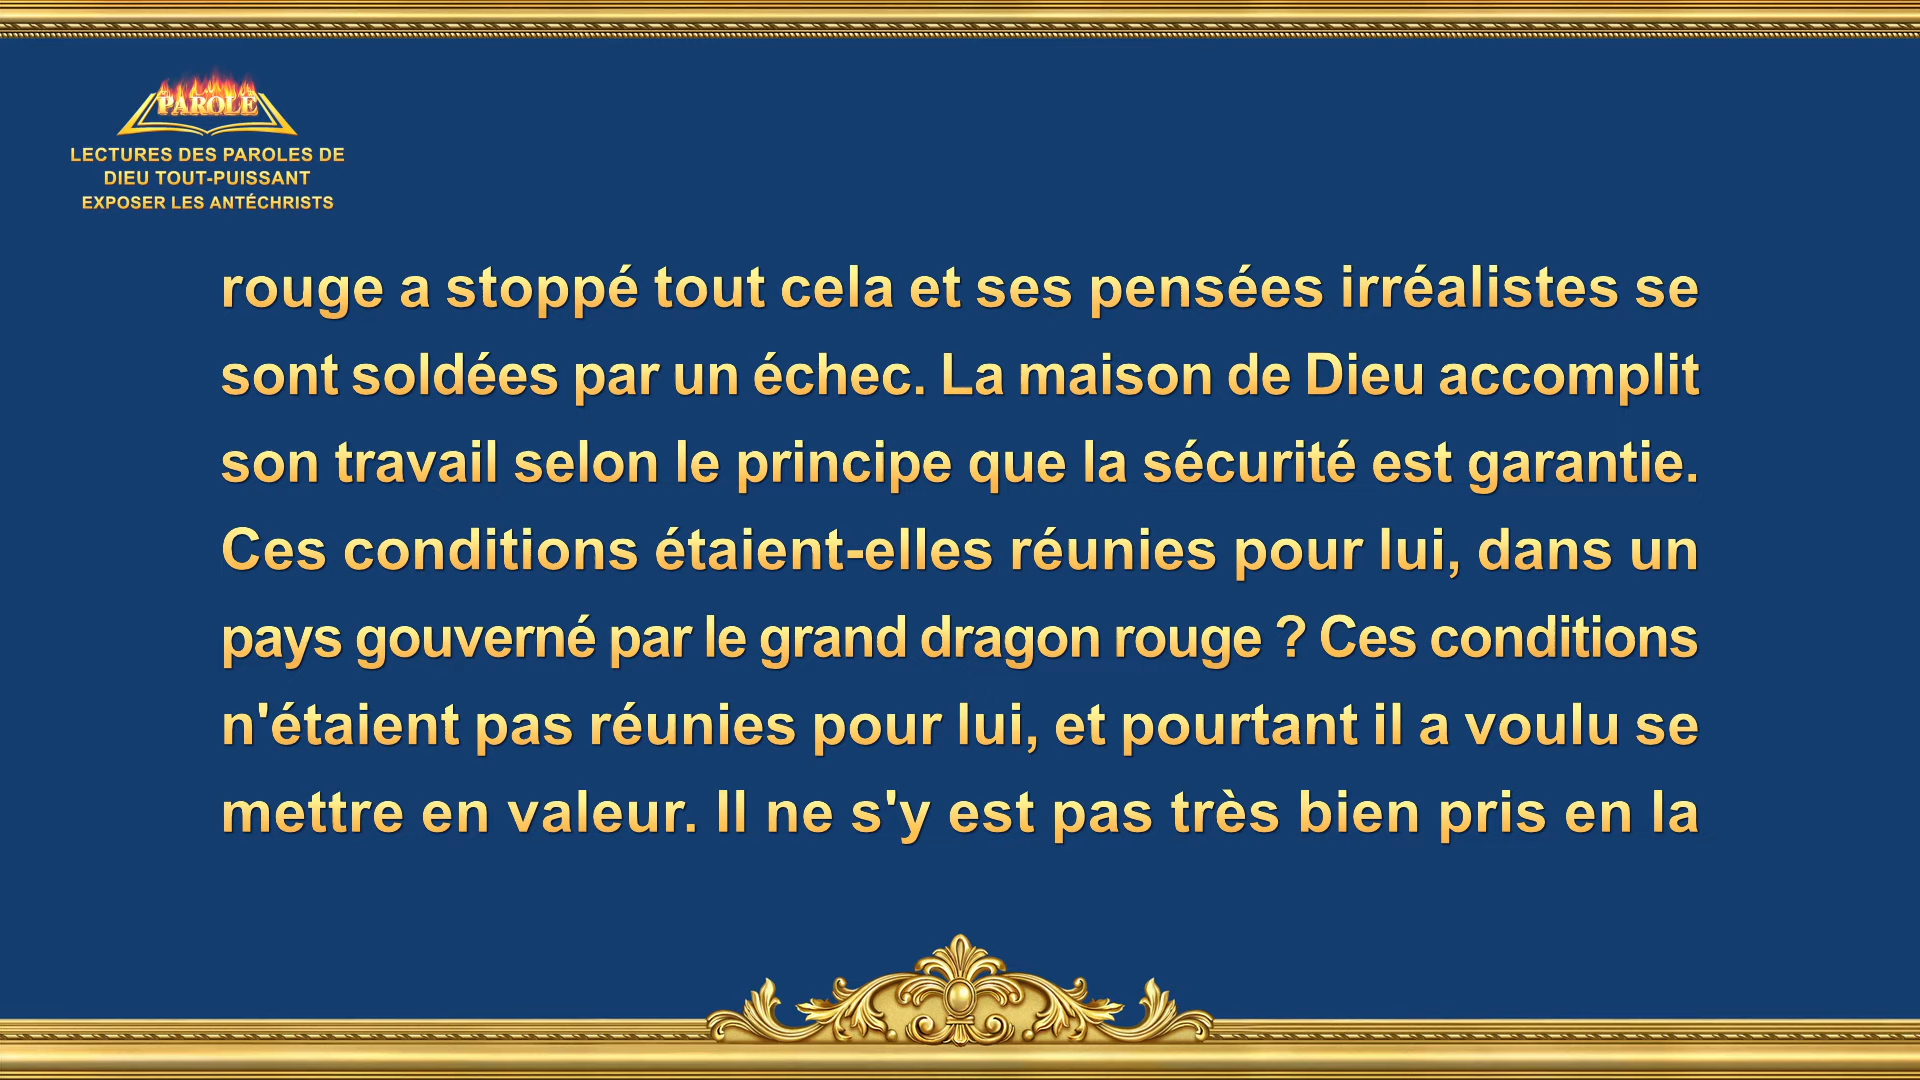 PAROLE
LECTURES DES PAROLES DE
DIEU TOUT-PUISSANT
EXPOSER LES ANTÉCHRISTS
rouge a stoppé tout cela et ses pensées irréalistes se
sont soldées par un échec. La maison de Dieu accomplit
son travail selon le principe que la sécurité est garantie.
Ces conditions étaient-elles réunies pour lui, dans un
pays gouverné par le grand dragon rouge ? Ces conditions
n'étaient pas réunies pour lui, et pourtant il a voulu se
mettre en valeur. Il ne s'y est pas très bien pris en la